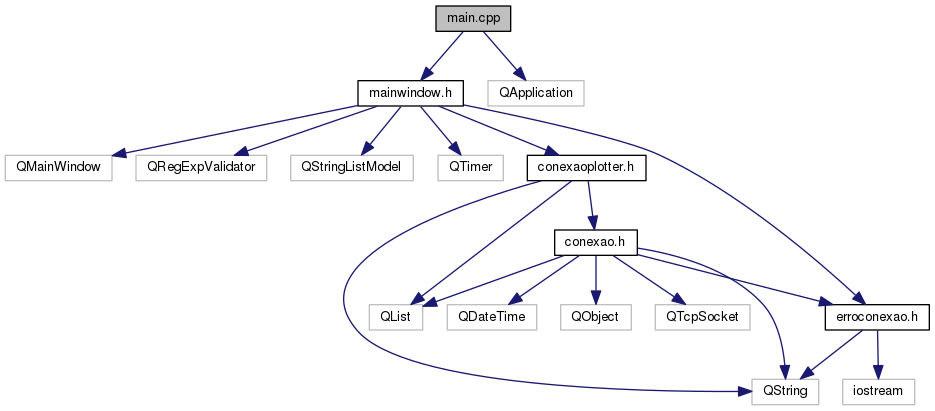 main.cpp
mainwindow.h
QApplication
QMainWindow
QRegExpValidator
QStringListModel
QTimer
conexaoplotter.h
conexao.h
QList
QDateTime
QObject
QTcpSocket
erroconexao.h
QString
iostream